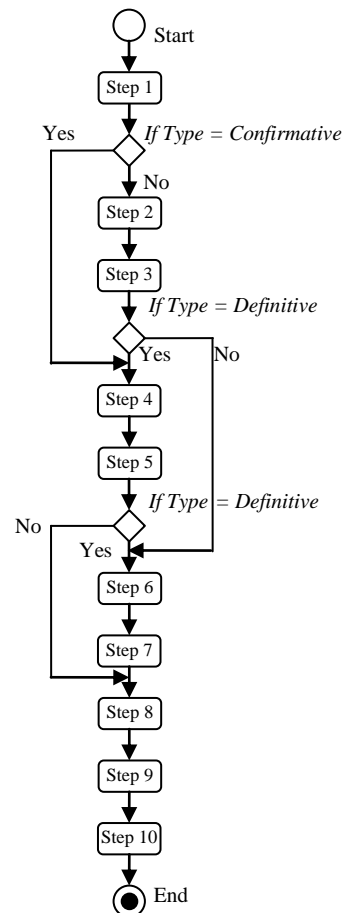 Start
Step 1
If Type = Confirmative
Yes
No
Step 2
Step 3
If Type = Definitive
Yes
No
Step 4
Step 5
If Type = Definitive
No
Yes
Step 6
Step 7
Step 8
Step 9
Step 10
End